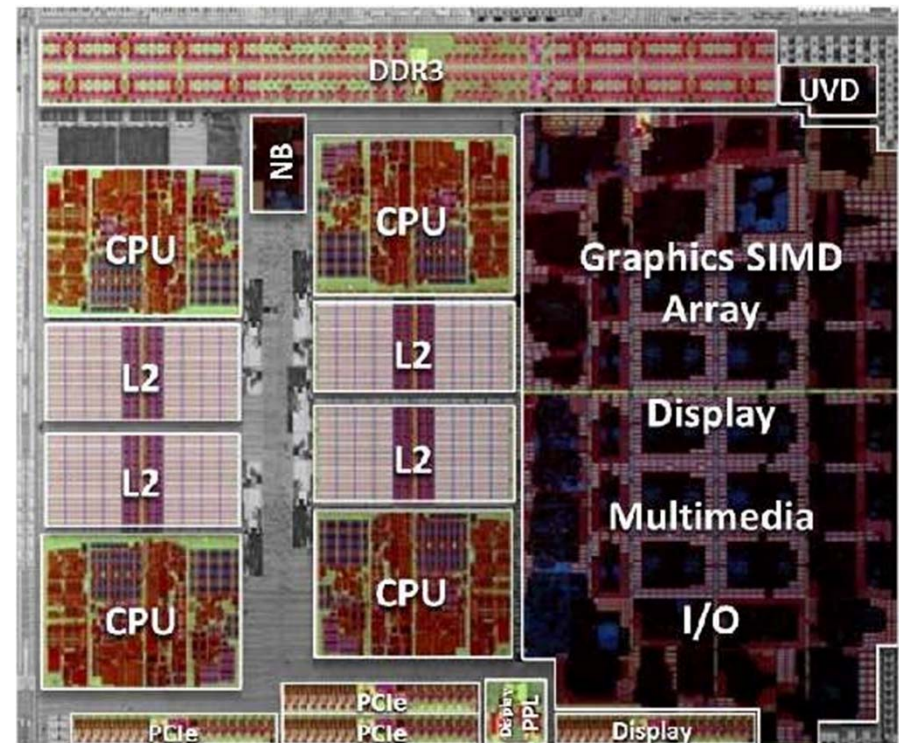 DDR3
UVD
NB
CPU
CPU
Graphics SIMD
Array
L2
L2
Display
L2
L2
Multimedia
CPU
CPU
I/O
PCIe
Display
PPL
PCIe
PCIe
Display